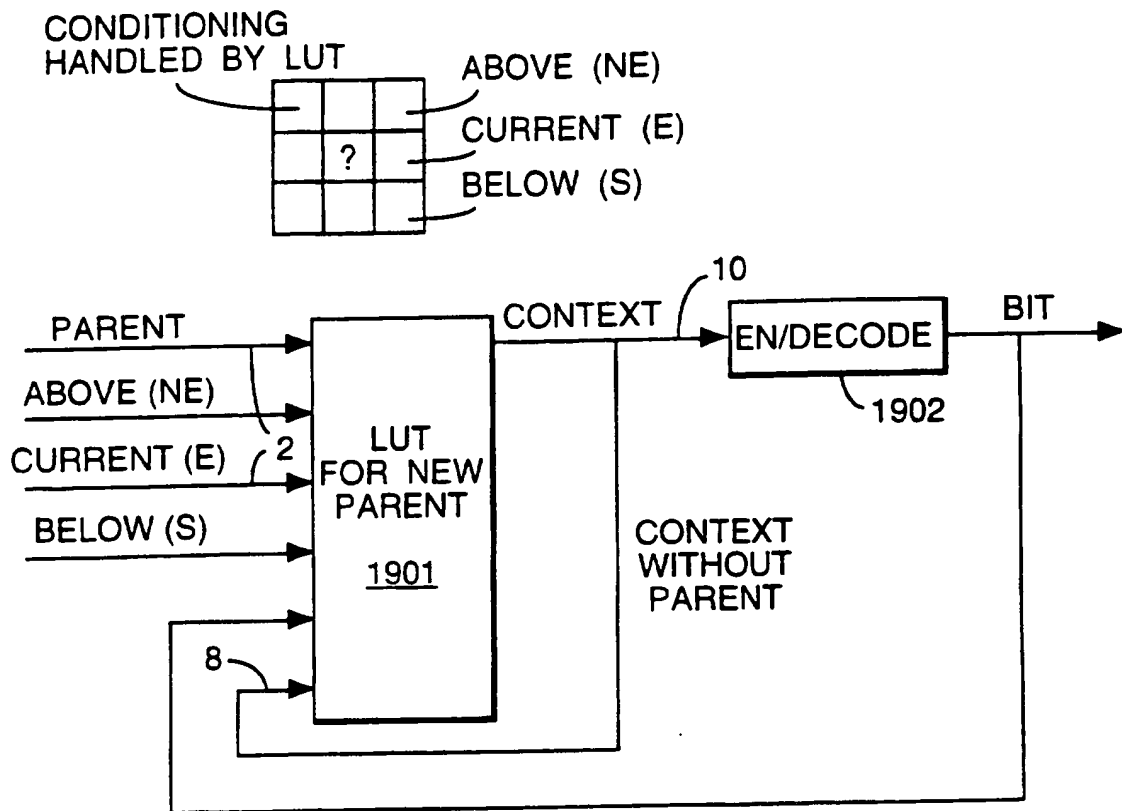 CONDITIONING
HANDLED BY LUT
ABOVE (NE)
CURRENT (E)
?
BELOW (S)
10
PARENT
CONTEXT
BIT
EN/DECODE
1902
ABOVE (NE)
2
CURRENT (E)
LUT
FOR NEW
PARENT
BELOW (S)
1901
CONTEXT
WITHOUT
PARENT
8